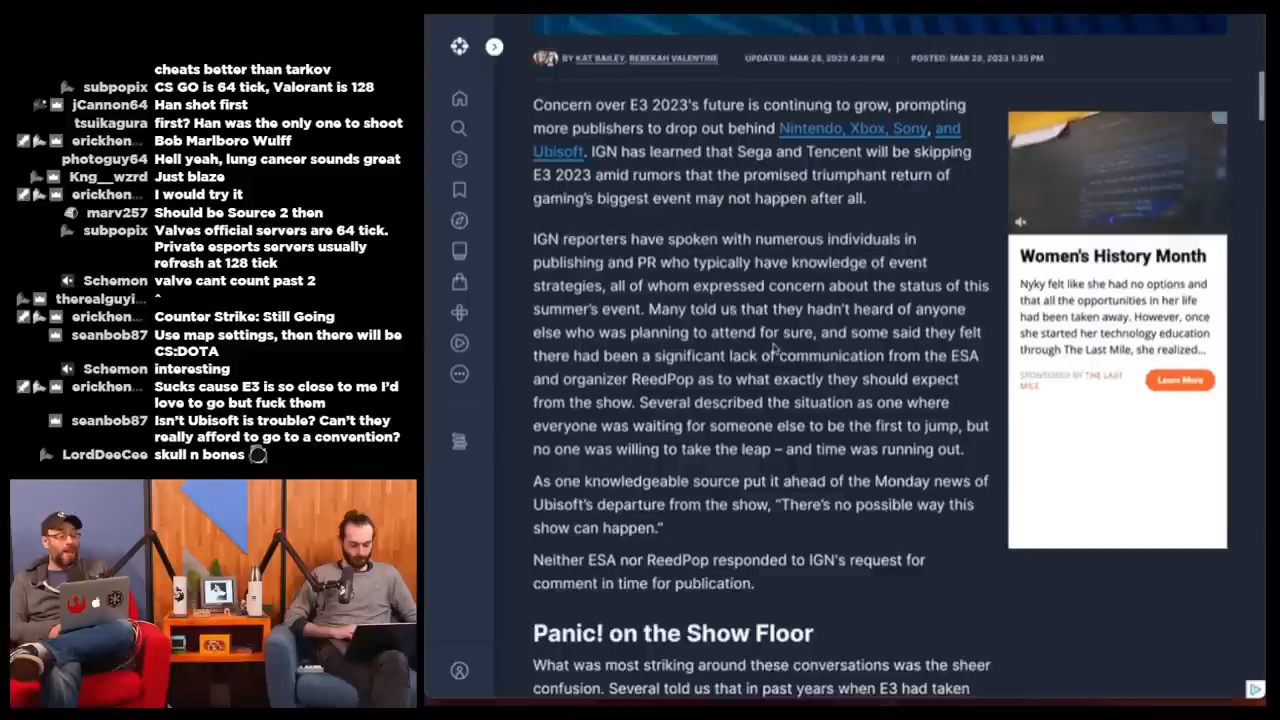 cheats better than tarkov
subpopix CS GO is 64 tick, Valorant is 128
jCannon64 Han shot first
tsuikagura first? Han was the only one to shoot
erickhen... Bob Marlboro Wulff
photoguy64 Hell yeah, lung cancer sounds great
Kng__wzrd Just blaze
erickhen... I would try it
marv257 Should be Source 2 then
subpopix Valves official servers are 64 tick.
Private esports servers usually
refresh at 128 tick
Schemon valve cant count past 2
therealguyi... ^
erickhen... Counter Strike: Still Going
seanbob87 Use map settings, then there will be
CS:DOTA
Schemon interesting
erickhen... Sucks cause E3 is so close to me I'd
love to go but fuck them
seanbob87 Isn't Ubisoft is trouble? Can't they
really afford to go to a convention?
LordDeeCee skull n bones
BY KAT BAILEY, REBEKAH VALENTINE UPDATED: MAR 28, 2023 4:26 PM POSTED: MAR 28, 2023 1:35 PM
Concern over E3 2023's future is continuing to grow, prompting
more publishers to drop out behind Nintendo, Xbox, Sony, and
Ubisoft. IGN has learned that Sega and Tencent will be skipping
E3 2023 amid rumors that the promised triumphant return of
gaming's biggest event may not happen after all.
IGN reporters have spoken with numerous individuals in
publishing and PR who typically have knowledge of event
strategies, all of whom expressed concern about the status of this
summer's event. Many told us that they hadn't heard of anyone
else who was planning to attend for sure, and some said they felt
there had been a significant lack of communication from the ESA
and organizer ReedPop as to what exactly they should expect
from the show. Several described the situation as one where
everyone was waiting for someone else to be the first to jump, but
no one was willing to take the leap – and time was running out.
As one knowledgeable source put it ahead of the Monday news of
Ubisoft's departure from the show, “There's no possible way this
show can happen.”
Neither ESA nor ReedPop responded to IGN's request for
comment in time for publication.
Panic! on the Show Floor
What was most striking around these conversations was the sheer
confusion. Several told us that in past years when E3 had taken
Women's History Month
Nyky felt like she had no options and
that all the opportunities in her life
had been taken away. However, once
she started her technology education
through The Last Mile, she realized...
SPONSORED BY THE LAST
MILE
Learn More